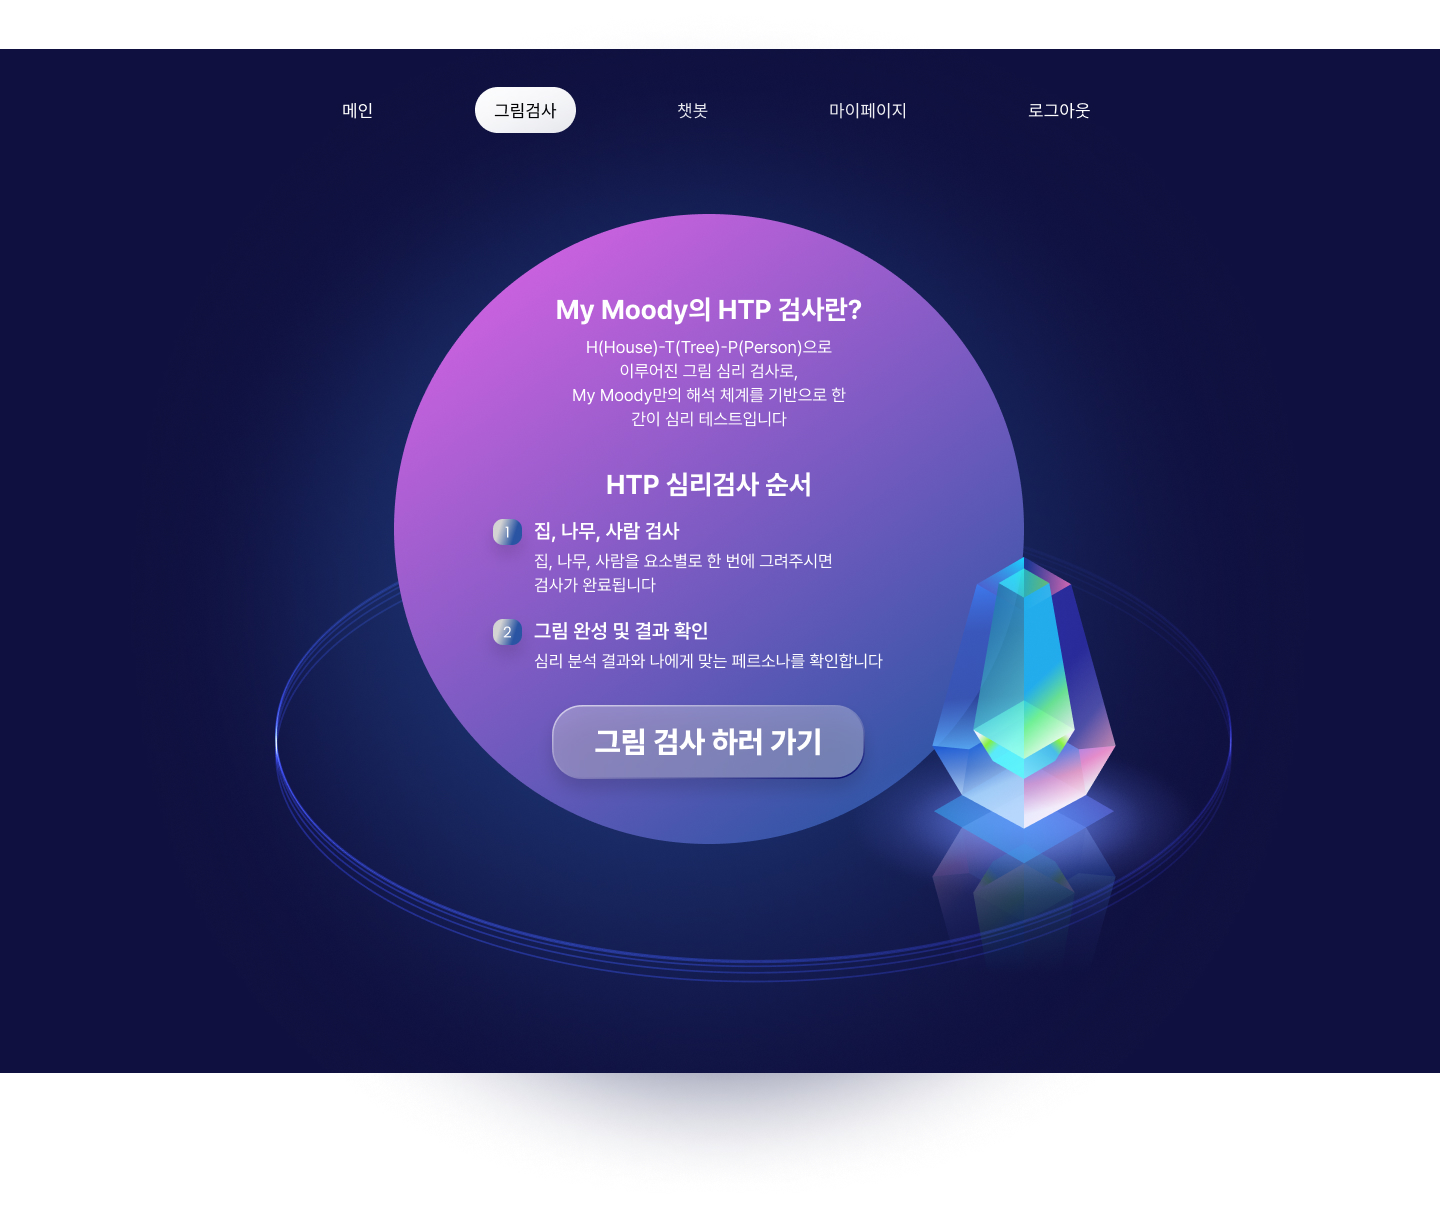 메인
그림검사
챗봇
마이페이지
로그아웃
My Moody의 HTP 검사란?
H(House)-T(Tree)-P(Person)으로
이루어진 그림 심리 검사로,
My Moody만의 해석 체계를 기반으로 한
간이 심리 테스트입니다
HTP 심리검사 순서
1
집, 나무, 사람 검사
집, 나무, 사람을 요소별로 한 번에 그려주시면
검사가 완료됩니다
2
그림 완성 및 결과 확인
심리 분석 결과와 나에게 맞는 페르소나를 확인합니다
그림 검사 하러 가기